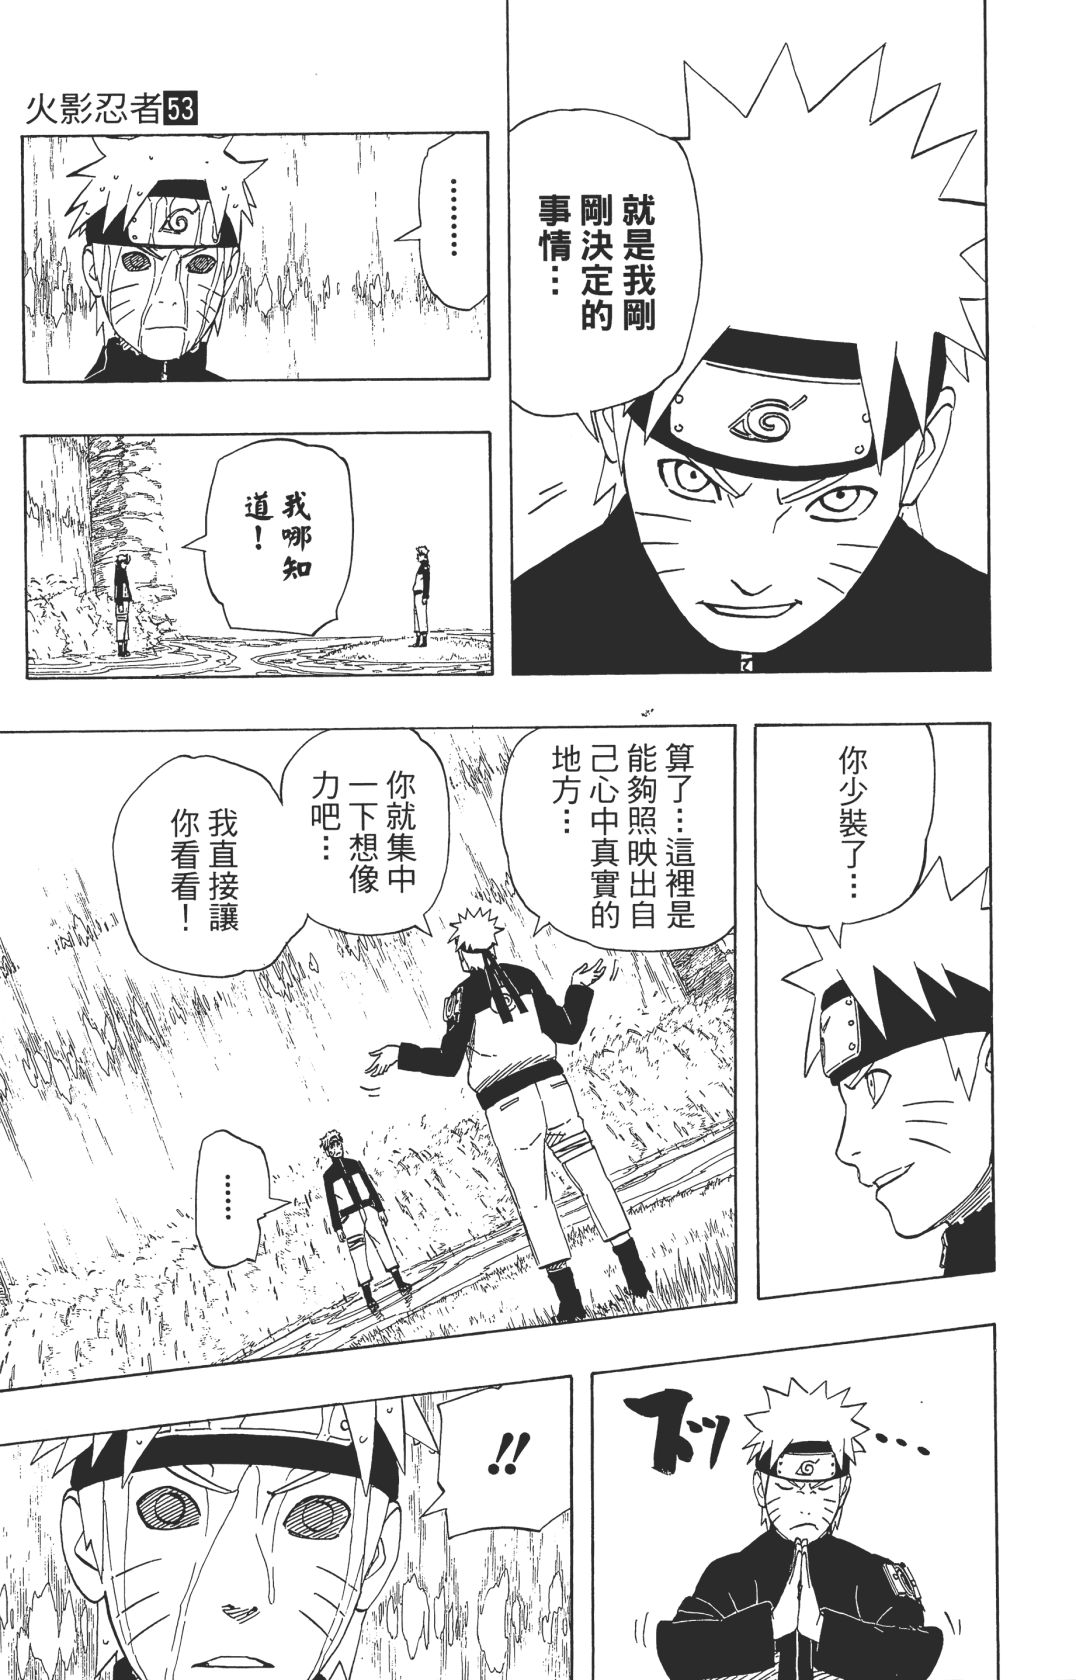 火影忍者53
就是我剛
剛決定的
事情…
………
我哪知
道！
你少裝了…
算了…這裡是
能夠照映出自
己心中真實的
地方…
你就集中
一下想像
力吧…
我直接讓
你看看！
……
…
!!